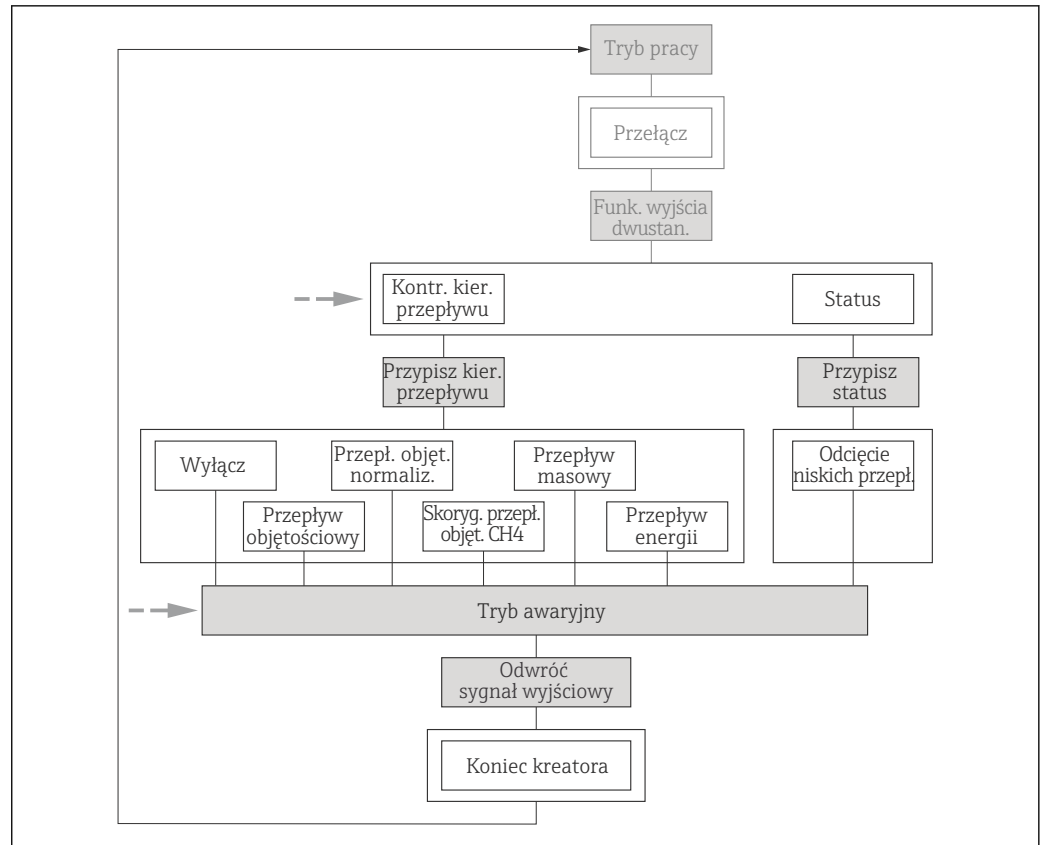 Tryb pracy
Przełącz
Funk. wyjścia
dwustan.
Kontr. kier.
przepływu
Status
Przypisz kier.
przepływu
Przypisz
status
Wyłącz
Przepł. objęt.
normaliz.
Przepływ
masowy
Odcięcie
niskich przepł.
Przepływ
objętościowy
Skoryg. przepł.
objęt. CH4
Przepływ
energii
Tryb awaryjny
Odwróć
sygnał wyjściowy
Koniec kreatora